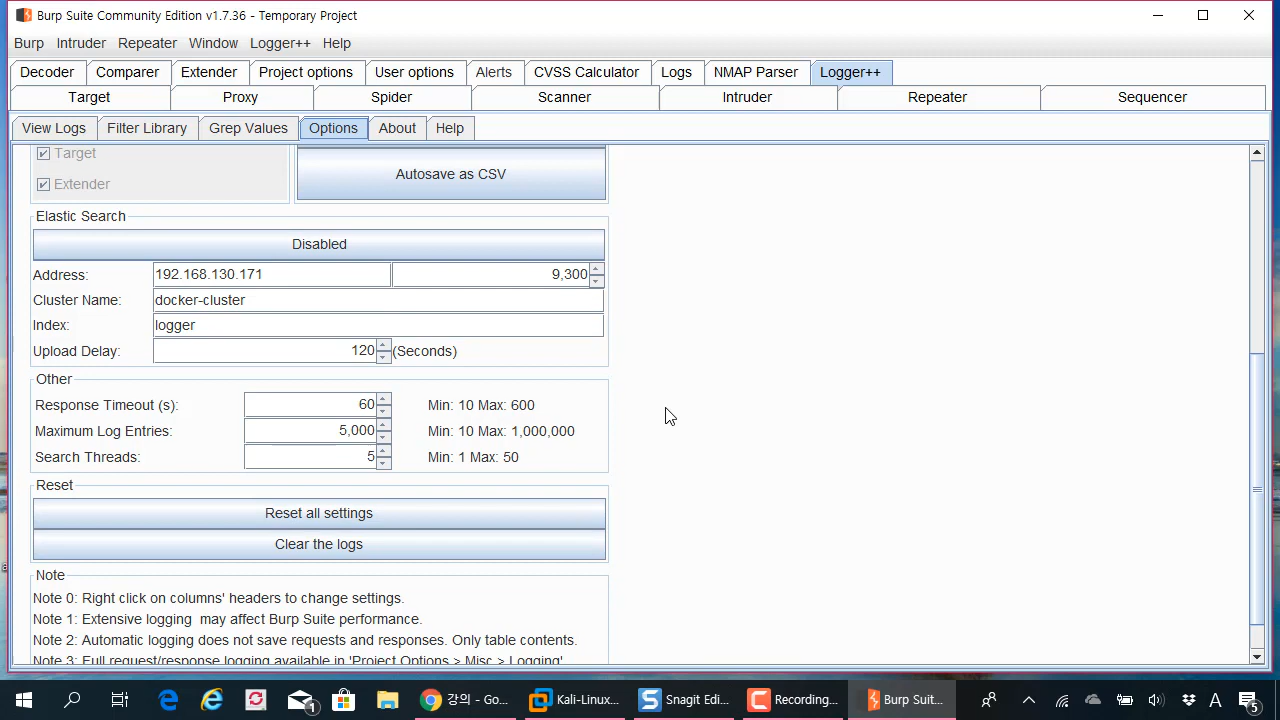 Burp Suite Community Edition v1.7.36 - Temporary Project
Burp Intruder Repeater Window Logger++ Help
Decoder Comparer Extender Project options User options Alerts CVSS Calculator Logs NMAP Parser Logger++
Target Proxy Spider Scanner Intruder Repeater Sequencer
View Logs Filter Library Grep Values Options About Help
Target
Autosave as CSV
Extender
Elastic Search
Disabled
Address: 192.168.130.171 9,300
Cluster Name: docker-cluster
Index: logger
Upload Delay: 120 (Seconds)
Other
Response Timeout (s): 60 Min: 10 Max: 600
Maximum Log Entries: 5,000 Min: 10 Max: 1,000,000
Search Threads: 5 Min: 1 Max: 50
Reset
Reset all settings
Clear the logs
Note
Note 0: Right click on columns' headers to change settings.
Note 1: Extensive logging may affect Burp Suite performance.
Note 2: Automatic logging does not save requests and responses. Only table contents.
Note 3: Full request/response logging available in 'Project Options > Misc > Logging'
1 강의 - Go... Kali-Linux... Snagit Edi... Recording... Burp Suit... A 5